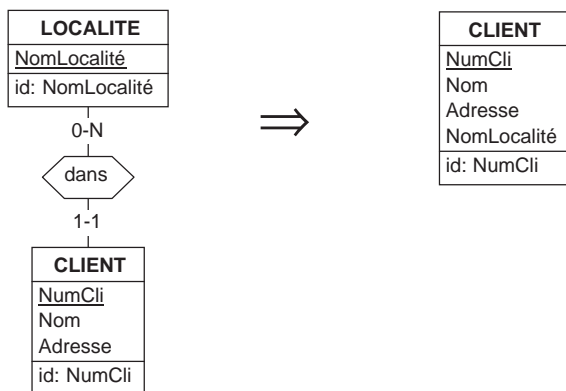 LOCALITE
NomLocalité
id: NomLocalité
0-N
dans
1-1
CLIENT
NumCli
Nom
Adresse
id: NumCli
⇒
CLIENT
NumCli
Nom
Adresse
NomLocalité
id: NumCli